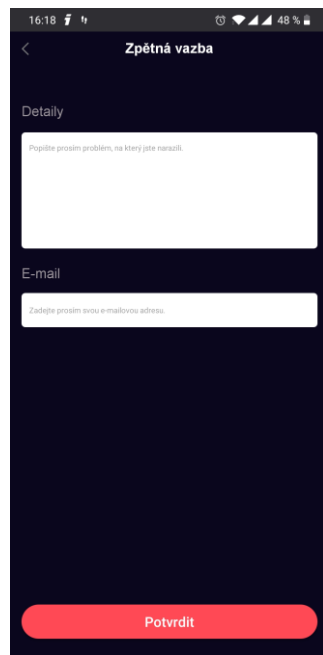 16:18 48 %
Zpětná vazba
Detaily
Popište prosím problém, na který jste narazili.
E-mail
Zadejte prosím svou e-mailovou adresu.
Potvrdit